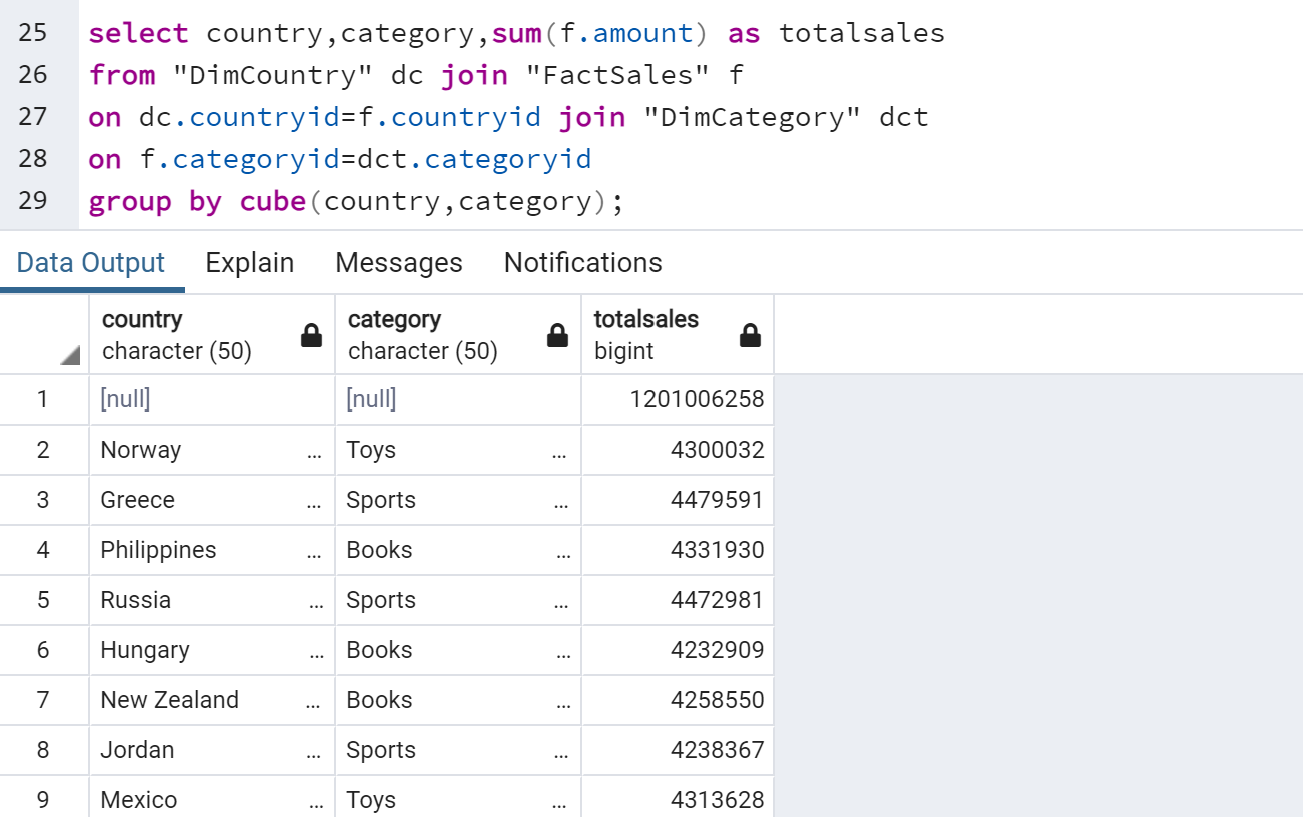 25 select country,category,sum(f.amount) as totalsales
26 from "DimCountry" dc join "FactSales" f
27 on dc.countryid=f.countryid join "DimCategory" dct
28 on f.categoryid=dct.categoryid
29 group by cube(country,category);
Data Output Explain Messages Notifications
country category totalsales
character (50) character (50) bigint
1 [null] [null] 1201006258
2 Norway ... Toys ... 4300032
3 Greece ... Sports ... 4479591
4 Philippines ... Books ... 4331930
5 Russia ... Sports ... 4472981
6 Hungary ... Books ... 4232909
7 New Zealand ... Books ... 4258550
8 Jordan ... Sports ... 4238367
9 Mexico ... Toys ... 4313628